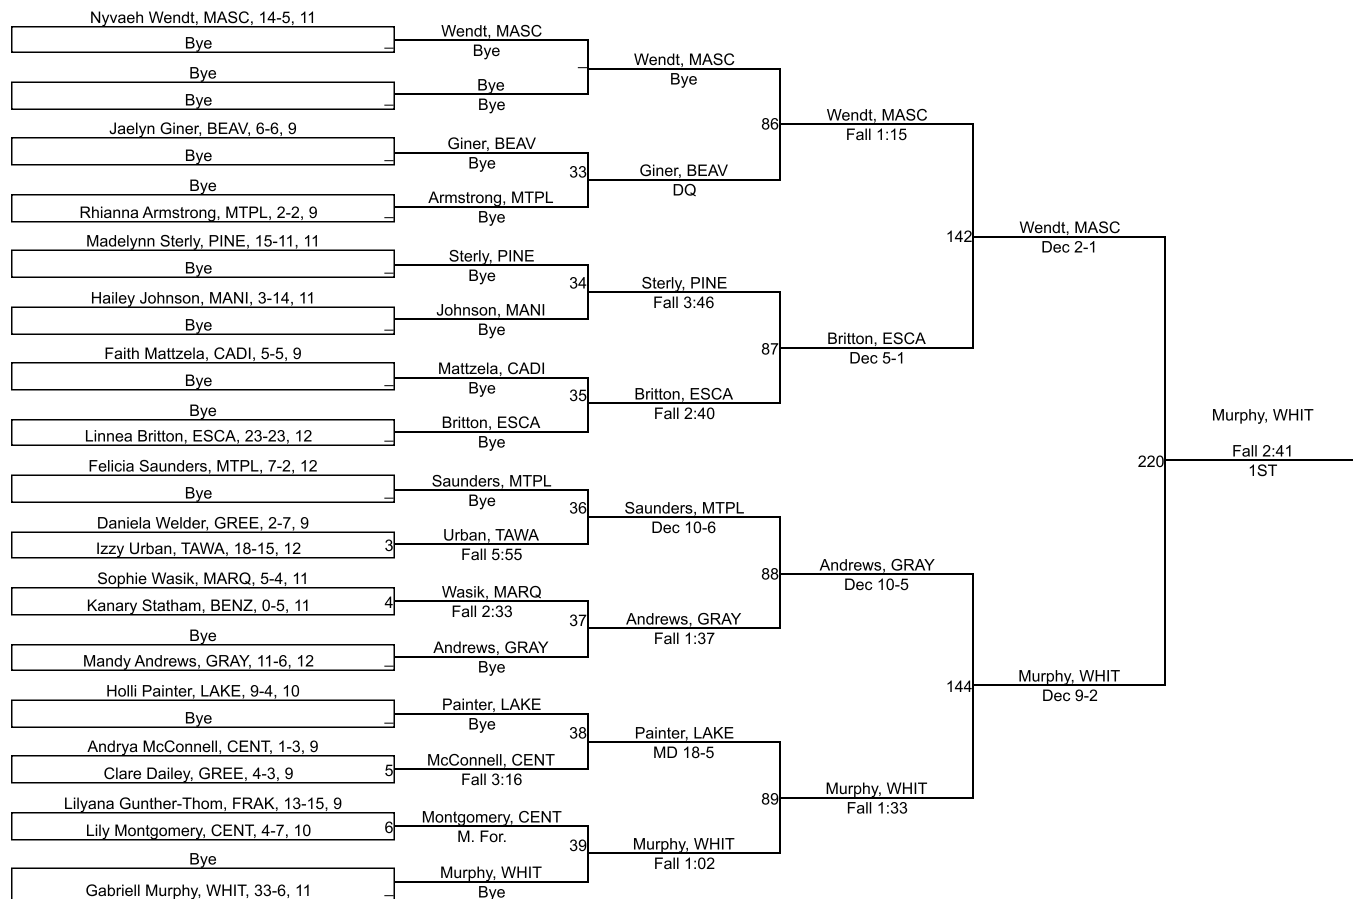 Nyvaeh Wendt, MASC, 14-5, 11
Bye
Bye
Bye
Jaelyn Giner, BEAV, 6-6, 9
Bye
Bye
Rhianna Armstrong, MTPL, 2-2, 9
Madelynn Sterly, PINE, 15-11, 11
Bye
Hailey Johnson, MANI, 3-14, 11
Bye
Faith Mattzela, CADI, 5-5, 9
Bye
Bye
Linnea Britton, ESCA, 23-23, 12
Felicia Saunders, MTPL, 7-2, 12
Bye
Daniela Welder, GREE, 2-7, 9
Izzy Urban, TAWA, 18-15, 12
3
Sophie Wasik, MARQ, 5-4, 11
Kanary Statham, BENZ, 0-5, 11
4
Bye
Mandy Andrews, GRAY, 11-6, 12
Holli Painter, LAKE, 9-4, 10
Bye
Andrya McConnell, CENT, 1-3, 9
Clare Dailey, GREE, 4-3, 9
5
Lilyana Gunther-Thom, FRAK, 13-15, 9
Lily Montgomery, CENT, 4-7, 10
6
Bye
Gabriell Murphy, WHIT, 33-6, 11
Wendt, MASC
Bye
Bye
Bye
Giner, BEAV
Bye
33
Armstrong, MTPL
Bye
Sterly, PINE
Bye
34
Johnson, MANI
Bye
Mattzela, CADI
Bye
35
Britton, ESCA
Bye
Saunders, MTPL
Bye
36
Urban, TAWA
Fall 5:55
Wasik, MARQ
Fall 2:33
37
Andrews, GRAY
Bye
Painter, LAKE
Bye
38
McConnell, CENT
Fall 3:16
Montgomery, CENT
M. For.
39
Murphy, WHIT
Bye
Wendt, MASC
Bye
86
Giner, BEAV
DQ
Sterly, PINE
Fall 3:46
87
Britton, ESCA
Fall 2:40
Saunders, MTPL
Dec 10-6
88
Andrews, GRAY
Fall 1:37
Painter, LAKE
MD 18-5
89
Murphy, WHIT
Fall 1:02
Wendt, MASC
Fall 1:15
142
Britton, ESCA
Dec 5-1
Andrews, GRAY
Dec 10-5
144
Murphy, WHIT
Fall 1:33
Wendt, MASC
Dec 2-1
220
Murphy, WHIT
Dec 9-2
Murphy, WHIT
Fall 2:41
1ST